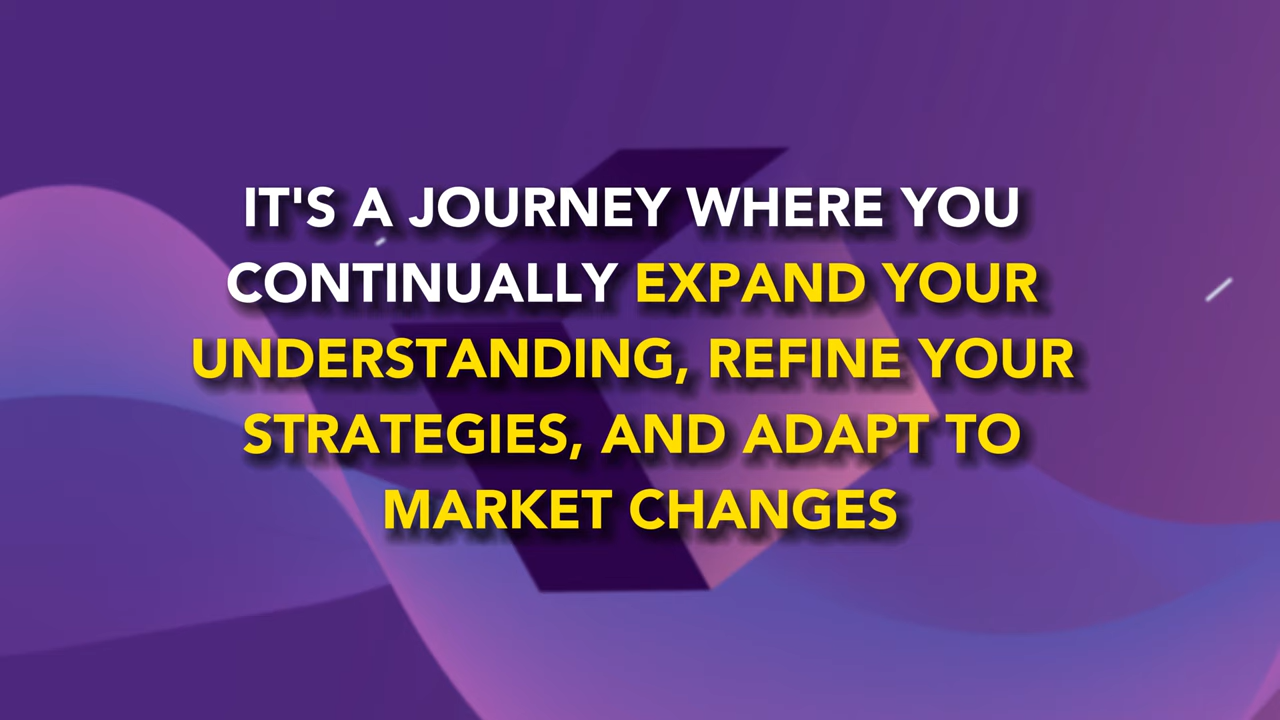 IT'S A JOURNEY WHERE YOU
CONTINUALLY EXPAND YOUR
UNDERSTANDING, REFINE YOUR
STRATEGIES, AND ADAPT TO
MARKET CHANGES